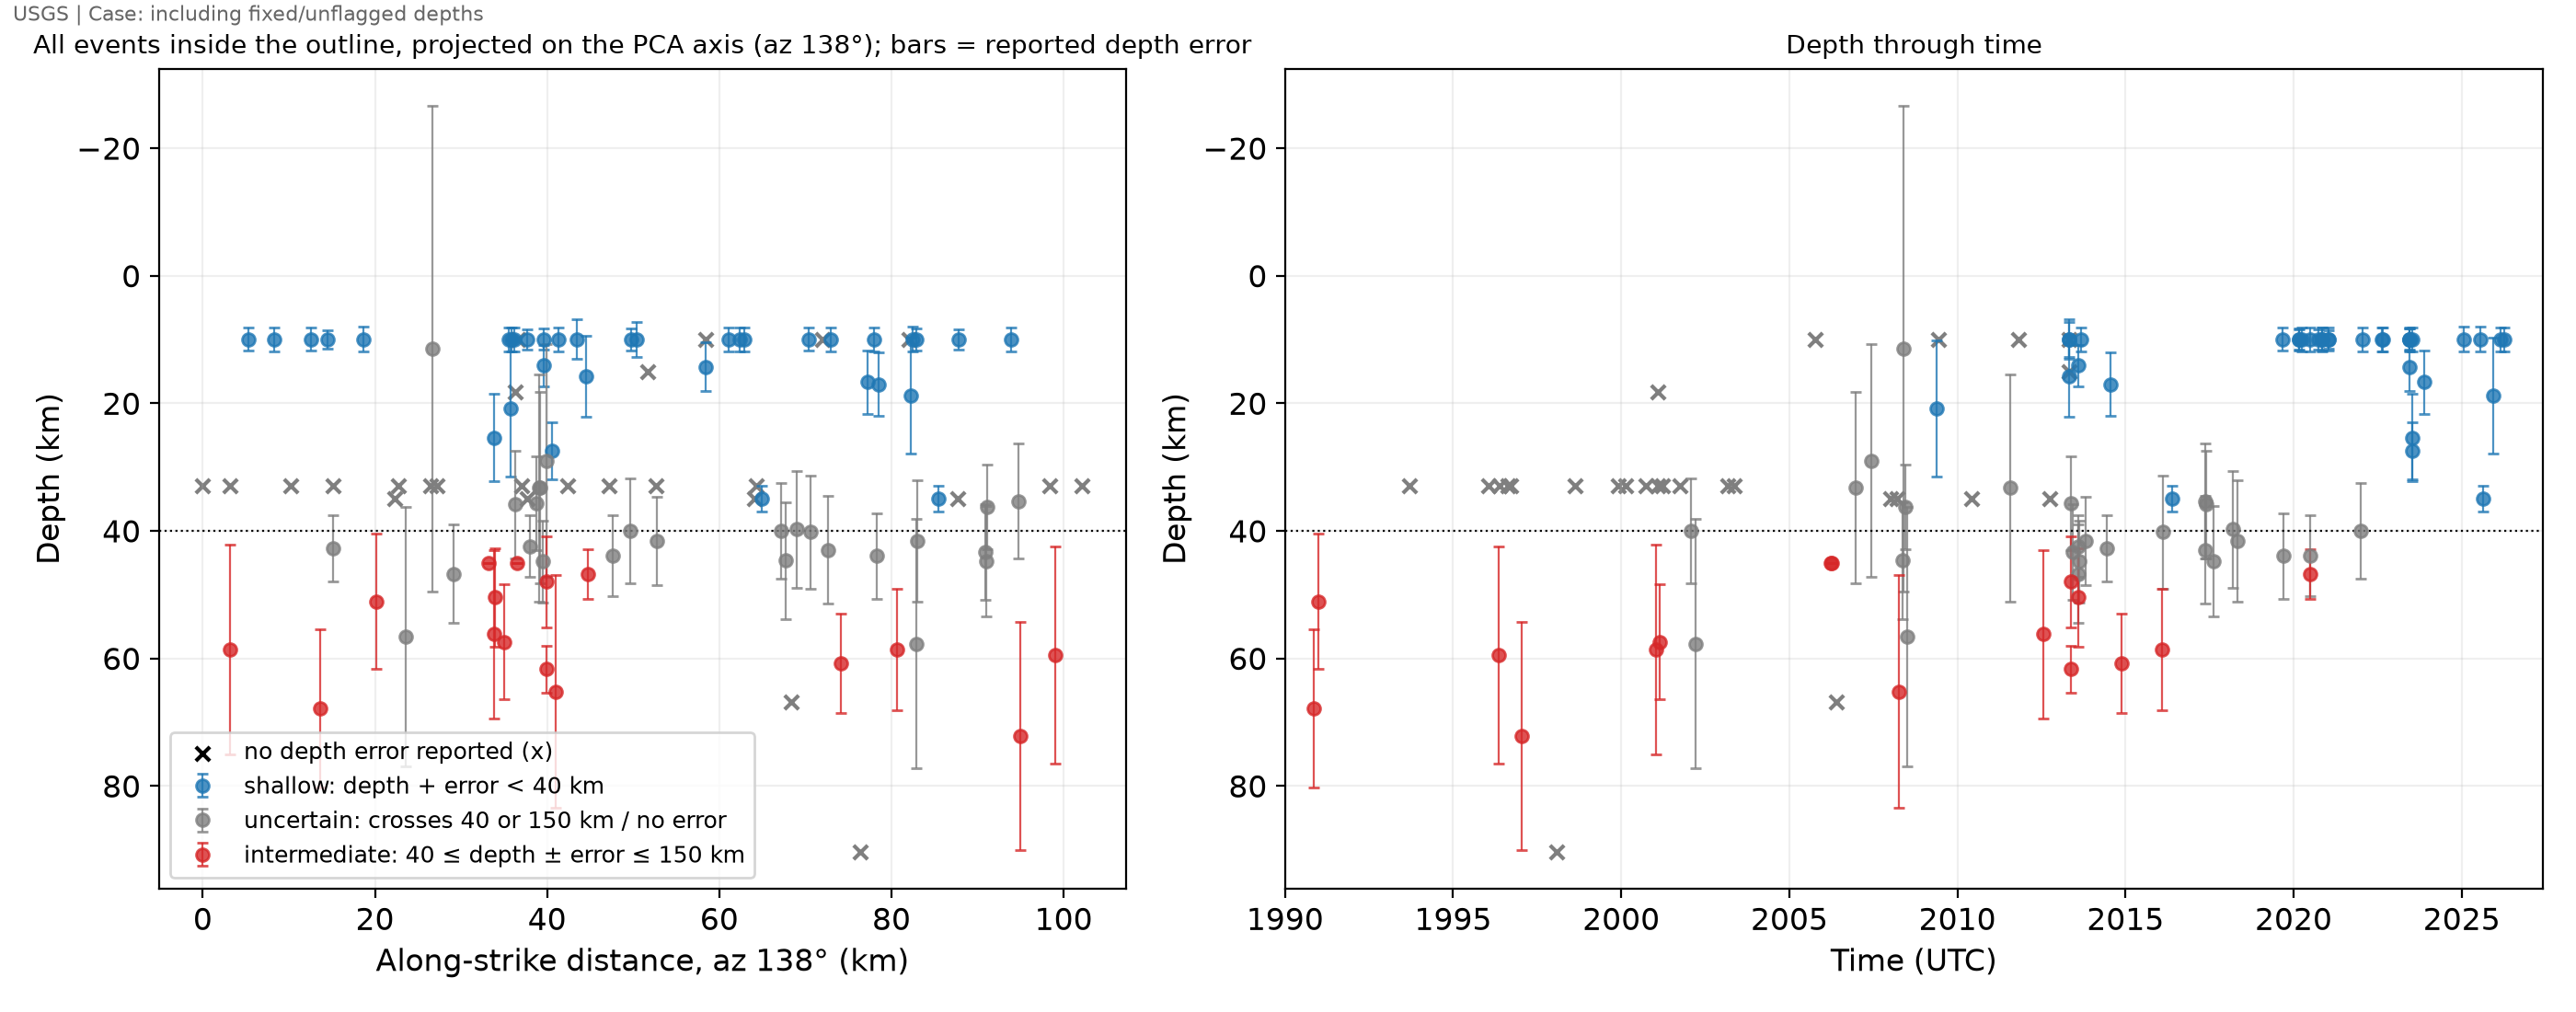 USGS | Case: including fixed/unflagged depths
All events inside the outline, projected on the PCA axis (az 138°); bars = reported depth error
Depth (km)
−20
0
20
40
60
80
no depth error reported (x)
shallow: depth + error < 40 km
uncertain: crosses 40 or 150 km / no error
intermediate: 40 ≤ depth ± error ≤ 150 km
0 20 40 60 80 100
Along-strike distance, az 138° (km)
Depth through time
Depth (km)
−20
0
20
40
60
80
1990 1995 2000 2005 2010 2015 2020 2025
Time (UTC)